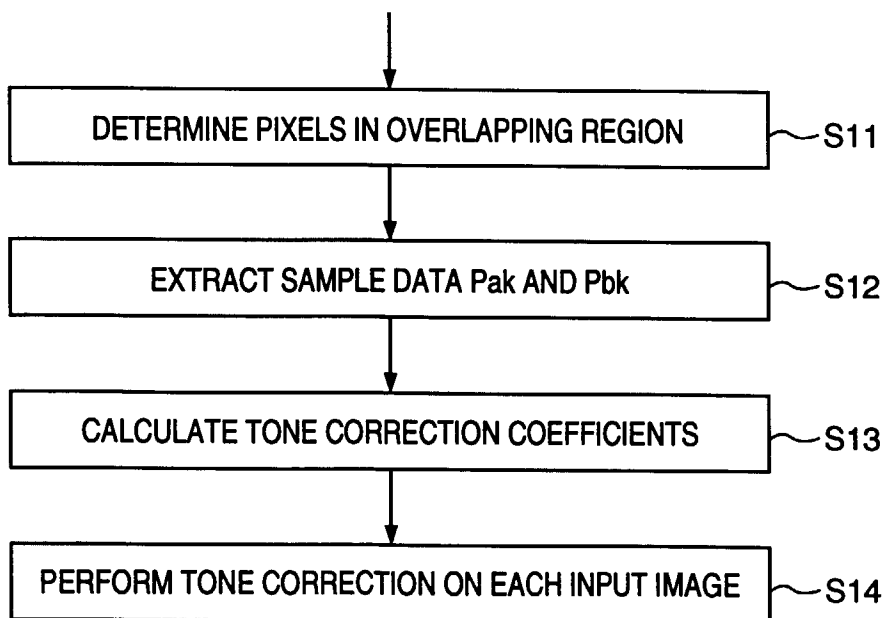 DETERMINE PIXELS IN OVERLAPPING REGION
S11
EXTRACT SAMPLE DATA Pak AND Pbk
S12
CALCULATE TONE CORRECTION COEFFICIENTS
S13
PERFORM TONE CORRECTION ON EACH INPUT IMAGE
S14